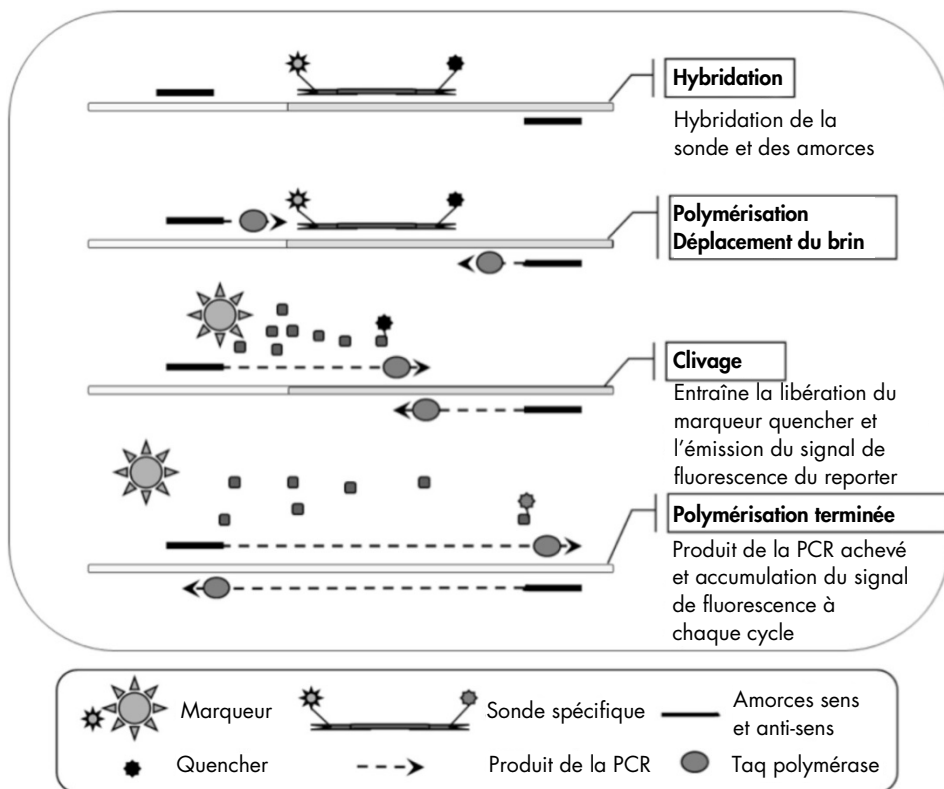 Hybridation
Hybridation de la
sonde et des amorces
Polymérisation
Déplacement du brin
Clivage
Entraîne la libération du
marqueur quencher et
l'émission du signal de
fluorescence du reporter
Polymérisation terminée
Produit de la PCR achevé
et accumulation du signal
de fluorescence à
chaque cycle
Marqueur
Sonde spécifique
Amorces sens
et anti-sens
Quencher
Produit de la PCR
Taq polymérase